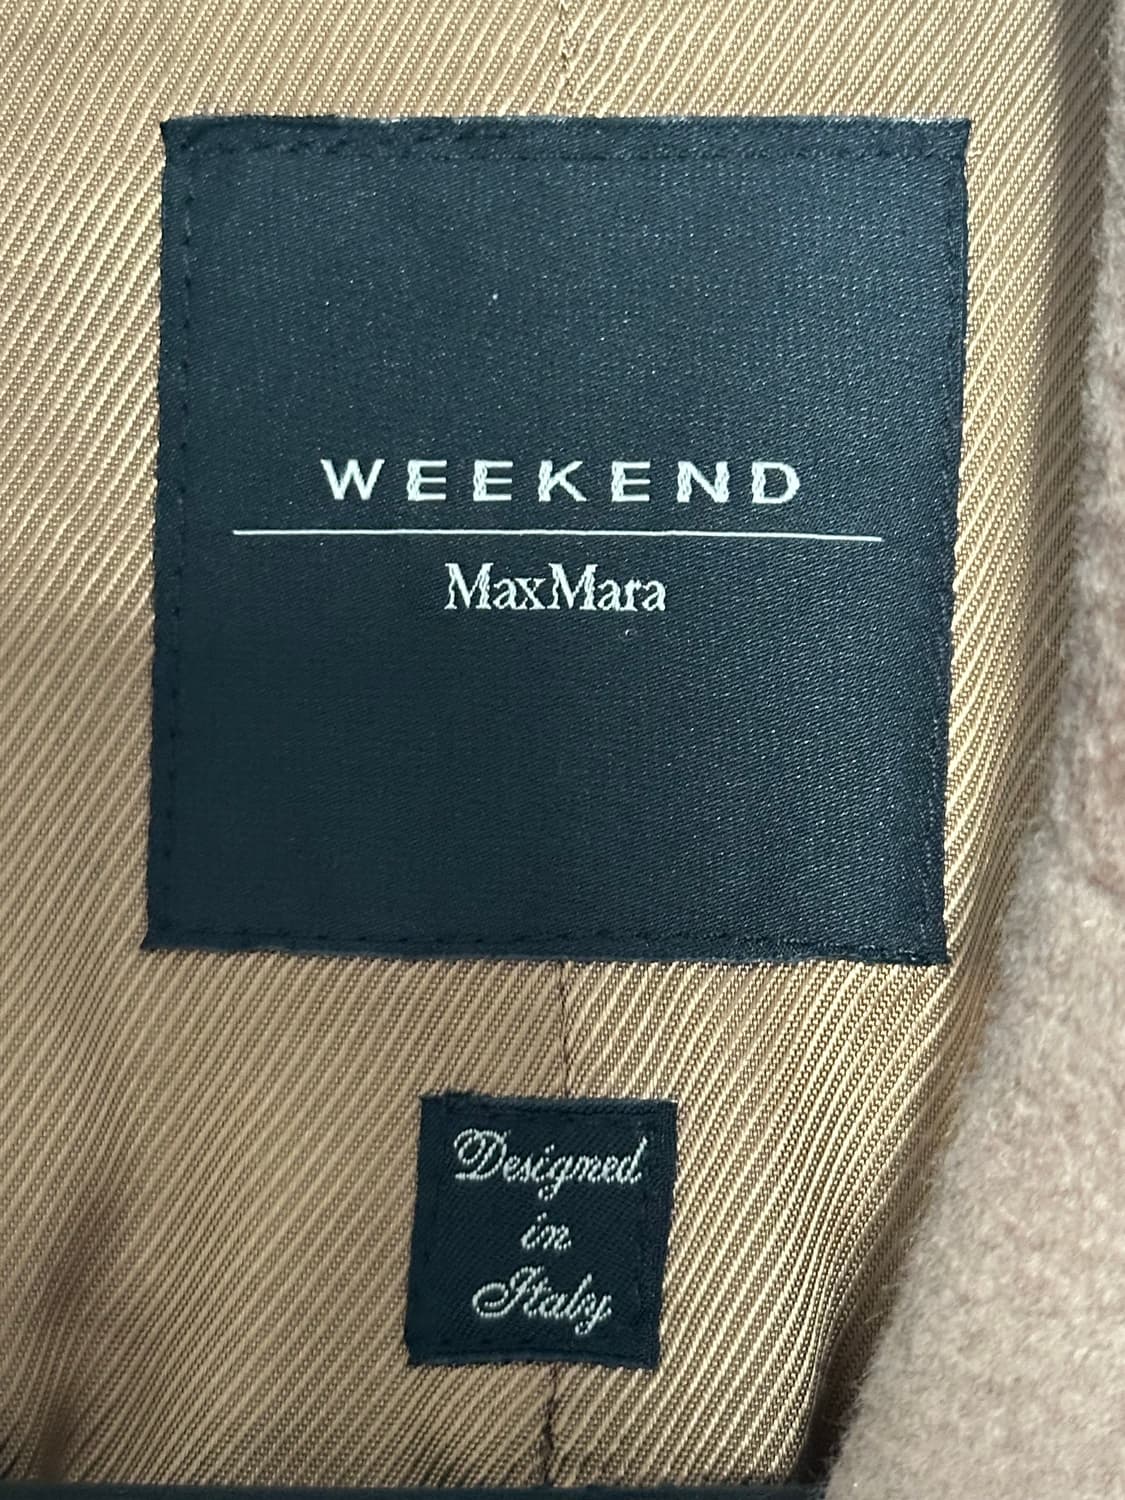 WEEKEND
MaxMara
Designed
in
Italy